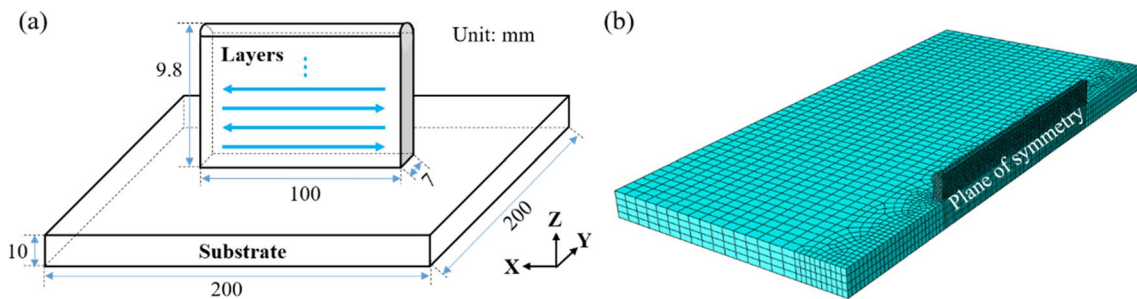 (a)
Unit: mm
Layers
9.8
100
7
200
10
Substrate
200
Z
Y
X
(b)
Plane of symmetry